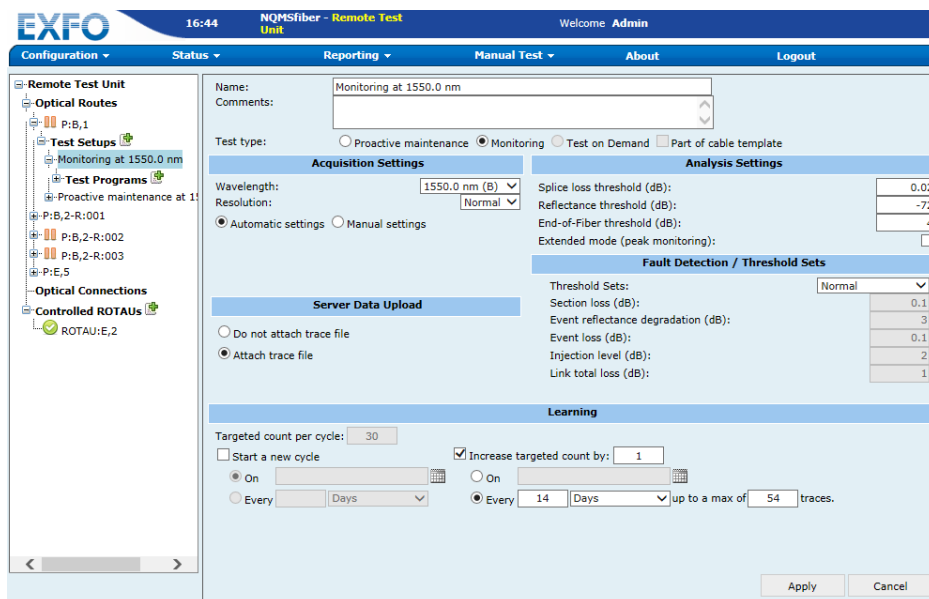 EXFO
16:44
NQMSfiber - Remote Test
Unit
Welcome Admin
Configuration Status Reporting Manual Test About Logout
Remote Test Unit
Optical Routes
P:B,1
Test Setups
Monitoring at 1550.0 nm
Test Programs
Proactive maintenance at 1
P:B,2-R:001
P:B,2-R:002
P:B,2-R:003
P:E,5
Optical Connections
Controlled ROTAUs
ROTAU:E,2
Name: Monitoring at 1550.0 nm
Comments:
Test type: Proactive maintenance Monitoring Test on Demand Part of cable template
Acquisition Settings
Wavelength: 1550.0 nm (B)
Resolution: Normal
Automatic settings Manual settings
Server Data Upload
Do not attach trace file
Attach trace file
Analysis Settings
Splice loss threshold (dB): 0.02
Reflectance threshold (dB): -72
End-of-Fiber threshold (dB):
Extended mode (peak monitoring):
Fault Detection / Threshold Sets
Threshold Sets: Normal
Section loss (dB): 0.1
Event reflectance degradation (dB): 3
Event loss (dB): 0.1
Injection level (dB): 2
Link total loss (dB): 1
Learning
Targeted count per cycle: 30
Start a new cycle Increase targeted count by: 1
On On
Every Days Every 14 Days up to a max of 54 traces.
Apply Cancel